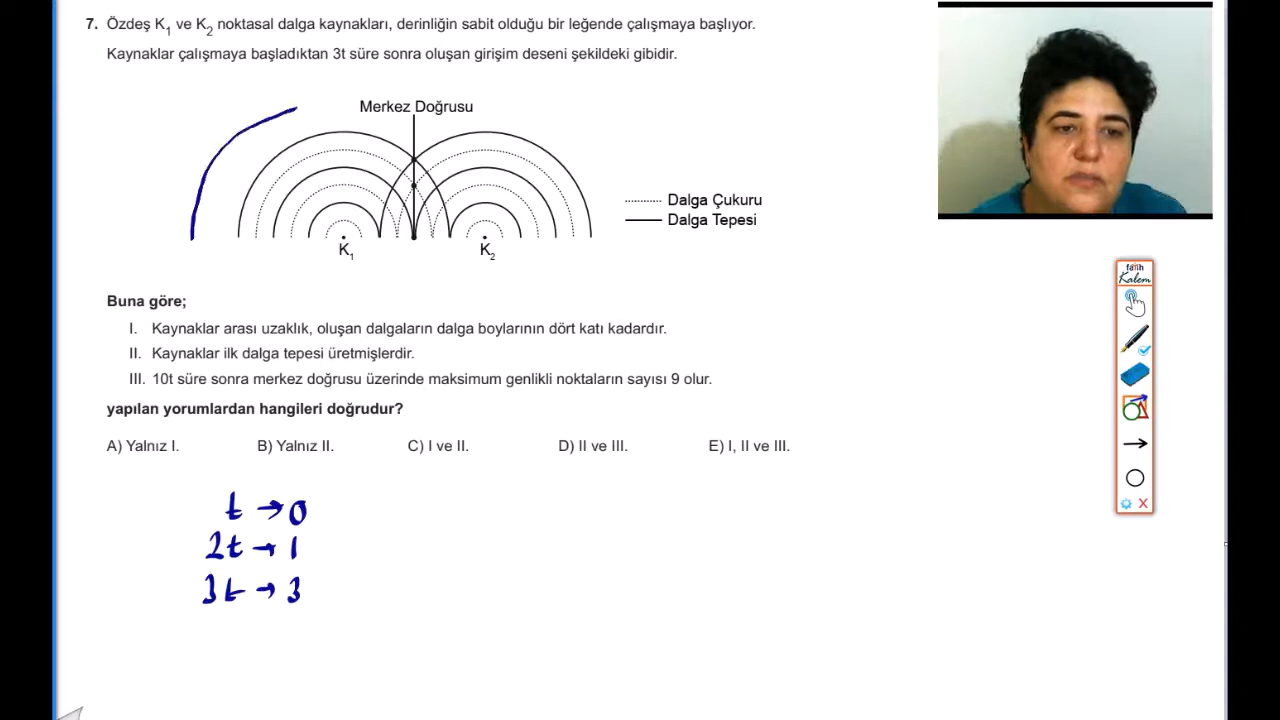 7. Özdeş K1 ve K2 noktasal dalga kaynakları, derinliğin sabit olduğu bir leğende çalışmaya başlıyor.
Kaynaklar çalışmaya başladıktan 3t süre sonra oluşan girişim deseni şekildeki gibidir.
Merkez Doğrusu
Dalga Çukuru
Dalga Tepesi
K1
K2
fatih
Kalem
Buna göre;
I. Kaynaklar arası uzaklık, oluşan dalgaların dalga boylarının dört katı kadardır.
II. Kaynaklar ilk dalga tepesi üretmişlerdir.
III. 10t süre sonra merkez doğrusu üzerinde maksimum genlikli noktaların sayısı 9 olur.
yapılan yorumlardan hangileri doğrudur?
A) Yalnız I. B) Yalnız II. C) I ve II. D) II ve III. E) I, II ve III.
t → 0
2t → 1
3t → 3